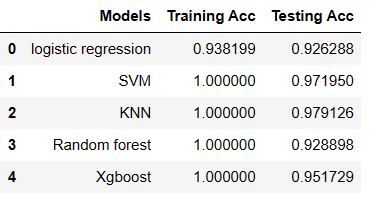 Models Training Acc Testing Acc
0 logistic regression 0.938199 0.926288
1 SVM 1.000000 0.971950
2 KNN 1.000000 0.979126
3 Random forest 1.000000 0.928898
4 Xgboost 1.000000 0.951729